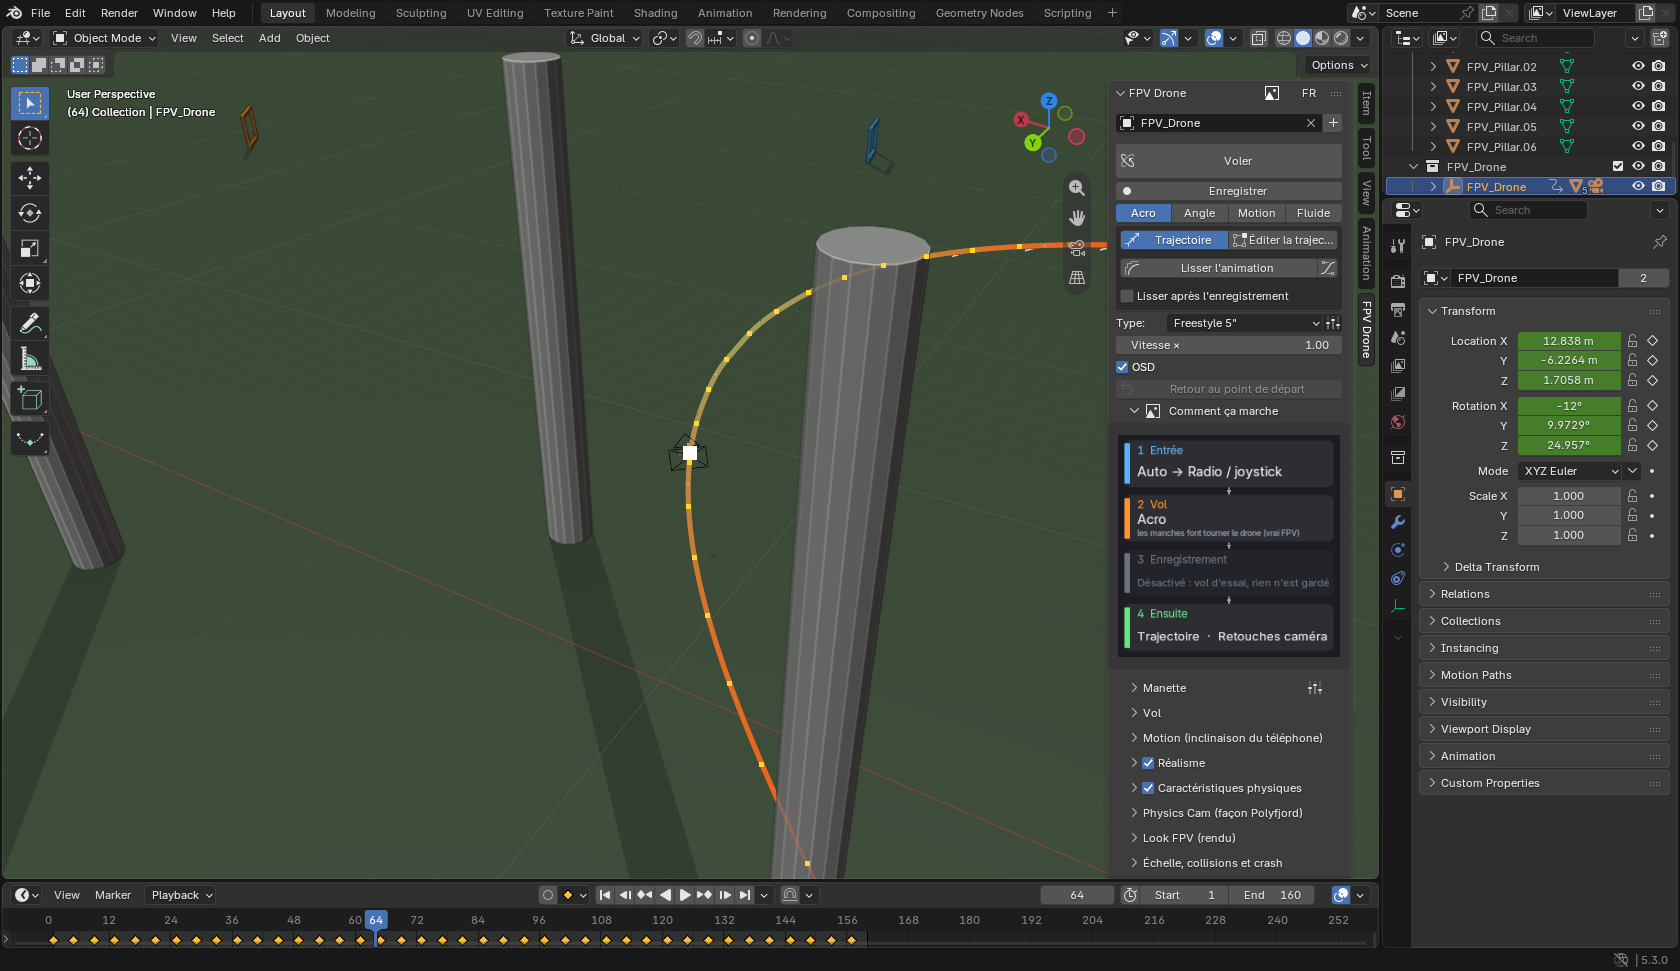 File Edit Render Window Help Layout Modeling Sculpting UV Editing Texture Paint Shading Animation Rendering Compositing Geometry Nodes Scripting + Scene ViewLayer
Object Mode View Select Add Object Global Search
Options
User Perspective
(64) Collection | FPV_Drone
Z
X
Y
FPV Drone FR
FPV_Drone
Voler
Enregistrer
Acro Angle Motion Fluide
Trajectoire Éditer la trajec...
Lisser l'animation
Lisser après l'enregistrement
Type: Freestyle 5"
Vitesse × 1.00
OSD
Retour au point de départ
Comment ça marche
1 Entrée
Auto → Radio / joystick
2 Vol
Acro
les manches font tourner le drone (vrai FPV)
3 Enregistrement
Désactivé : vol d'essai, rien n'est gardé
4 Ensuite
Trajectoire · Retouches caméra
Manette
Vol
Motion (inclinaison du téléphone)
Réalisme
Caractéristiques physiques
Physics Cam (façon Polyfjord)
Look FPV (rendu)
Échelle, collisions et crash
Item
Tool
View
Animation
FPV Drone
FPV_Pillar.02
FPV_Pillar.03
FPV_Pillar.04
FPV_Pillar.05
FPV_Pillar.06
FPV_Drone
FPV_Drone 5
Search
FPV_Drone
FPV_Drone 2
Transform
Location X 12.838 m
Y -6.2264 m
Z 1.7058 m
Rotation X -12°
Y 9.9729°
Z 24.957°
Mode XYZ Euler
Scale X 1.000
Y 1.000
Z 1.000
Delta Transform
Relations
Collections
Instancing
Motion Paths
Visibility
Viewport Display
Animation
Custom Properties
View Marker Playback 64 Start 1 End 160
0 12 24 36 48 60 64 72 84 96 108 120 132 144 156 168 180 192 204 216 228 240 252
5.3.0